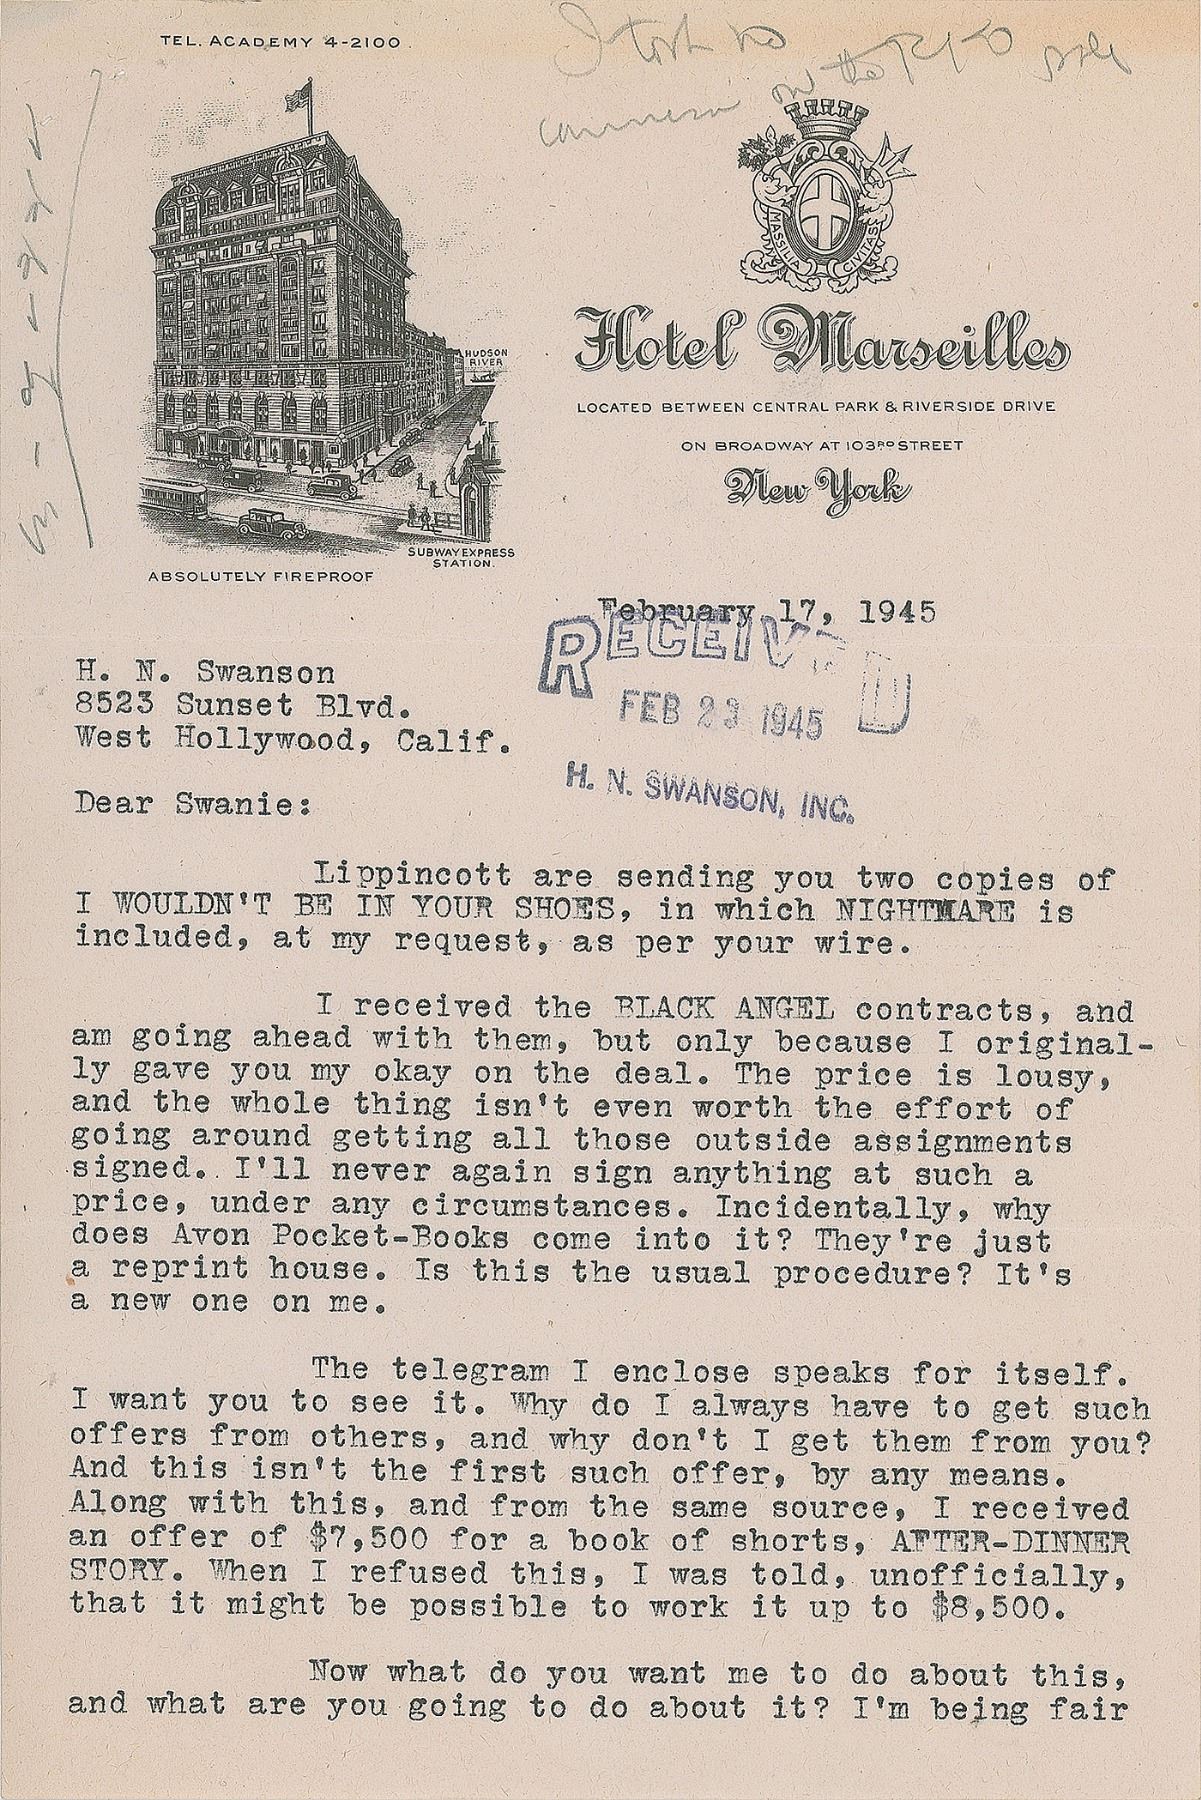 TEL. ACADEMY 4-2100.
I took no
on the RKO sale
HUDSON
RIVER
SUBWAY EXPRESS
STATION.
ABSOLUTELY FIREPROOF
MASSILIA CIVITAS
Hotel Marseilles
LOCATED BETWEEN CENTRAL PARK & RIVERSIDE DRIVE
ON BROADWAY AT 103RD STREET
New York
February 17, 1945
RECEIVED
FEB 23 1945
H. N. SWANSON, INC.
H. N. Swanson
8523 Sunset Blvd.
West Hollywood, Calif.
Dear Swanie:
Lippincott are sending you two copies of
I WOULDN'T BE IN YOUR SHOES, in which NIGHTMARE is
included, at my request, as per your wire.
I received the BLACK ANGEL contracts, and
am going ahead with them, but only because I original-
ly gave you my okay on the deal. The price is lousy,
and the whole thing isn't even worth the effort of
going around getting all those outside assignments
signed. I'll never again sign anything at such a
price, under any circumstances. Incidentally, why
does Avon Pocket-Books come into it? They're just
a reprint house. Is this the usual procedure? It's
a new one on me.
The telegram I enclose speaks for itself.
I want you to see it. Why do I always have to get such
offers from others, and why don't I get them from you?
And this isn't the first such offer, by any means.
Along with this, and from the same source, I received
an offer of $7,500 for a book of shorts, AFTER-DINNER
STORY. When I refused this, I was told, unofficially,
that it might be possible to work it up to $8,500.
Now what do you want me to do about this,
and what are you going to do about it? I'm being fair